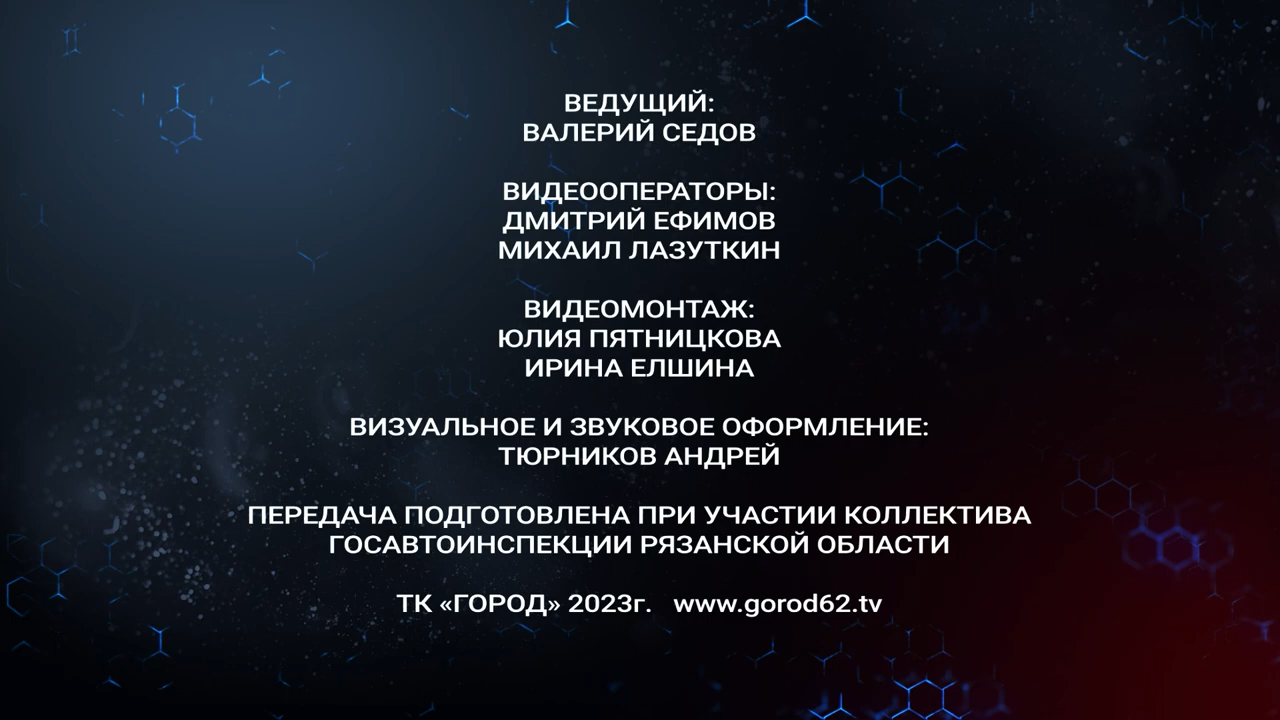 ВЕДУЩИЙ:
ВАЛЕРИЙ СЕДОВ
ВИДЕООПЕРАТОРЫ:
ДМИТРИЙ ЕФИМОВ
МИХАИЛ ЛАЗУТКИН
ВИДЕОМОНТАЖ:
ЮЛИЯ ПЯТНИЦКОВА
ИРИНА ЕЛШИНА
ВИЗУАЛЬНОЕ И ЗВУКОВОЕ ОФОРМЛЕНИЕ:
ТЮРНИКОВ АНДРЕЙ
ПЕРЕДАЧА ПОДГОТОВЛЕНА ПРИ УЧАСТИИ КОЛЛЕКТИВА
ГОСАВТОИНСПЕКЦИИ РЯЗАНСКОЙ ОБЛАСТИ
ТК «ГОРОД» 2023г. www.gorod62.tv